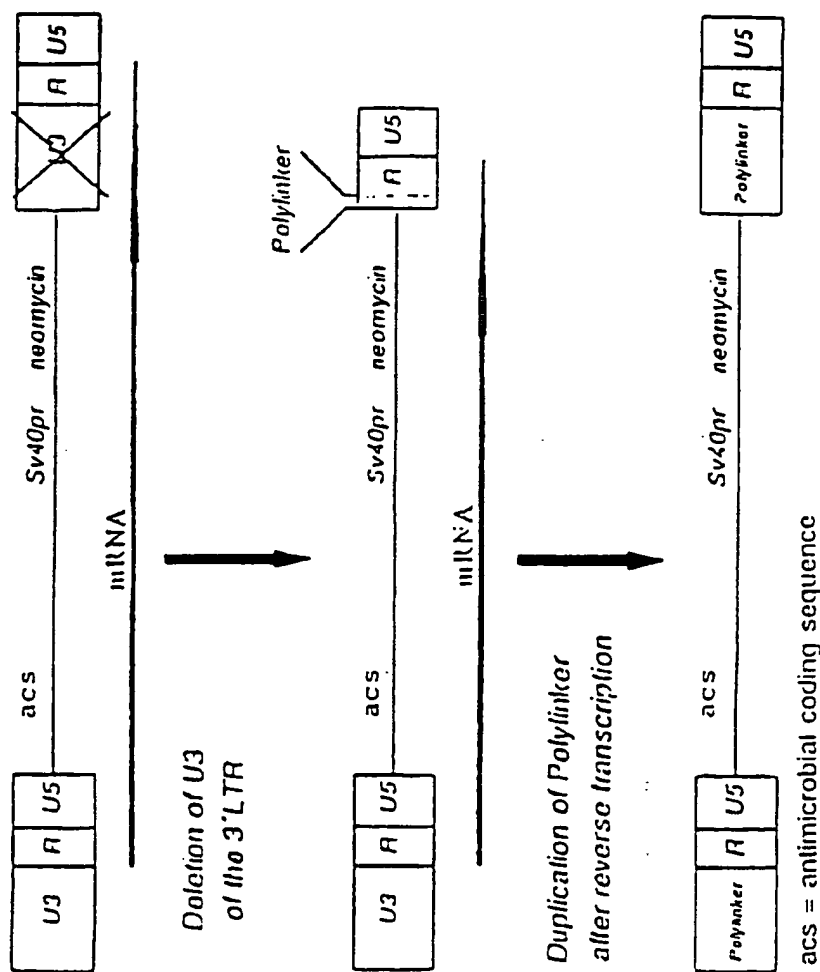 U3 R U5 acs Sv40pr neomycin U3 R U5
mRNA
Deletion of U3
of the 3'LTR
Polylinker
U3 R U5 acs Sv40pr neomycin R U5
mRNA
Duplication of Polylinker
after reverse transcription
Polylinker R U5 acs Sv40pr neomycin Polylinker R U5
acs = antimicrobial coding sequence